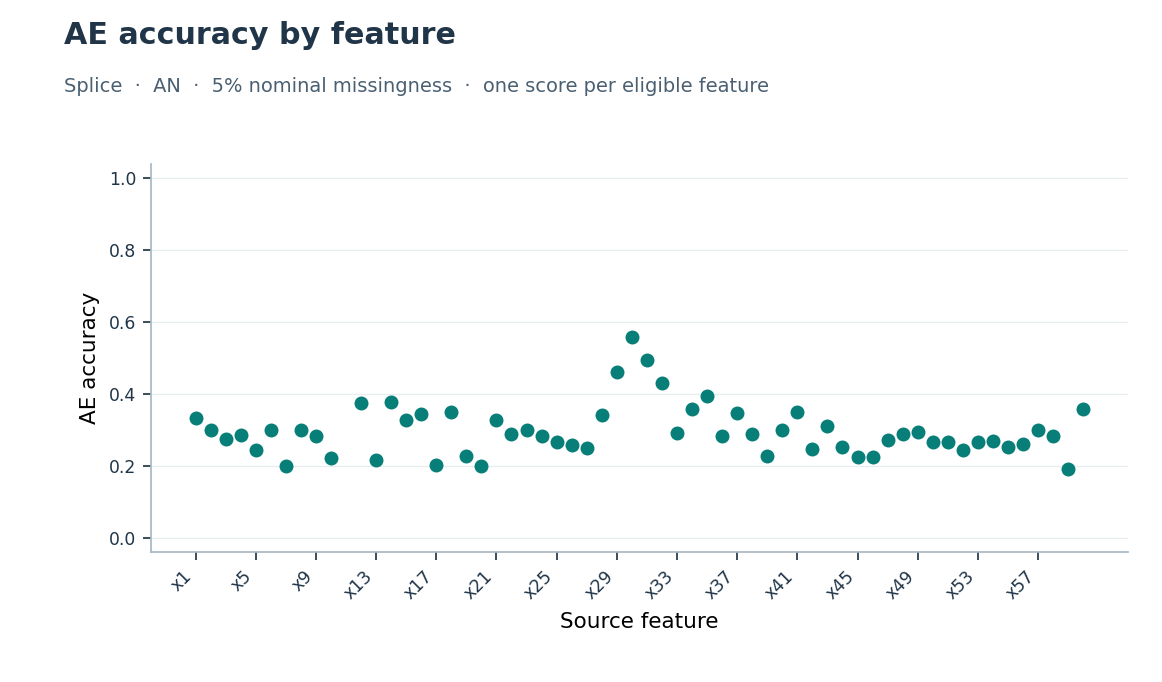 AE accuracy by feature
Splice · AN · 5% nominal missingness · one score per eligible feature
1.0
0.8
0.6
0.4
0.2
0.0
AE accuracy
x1 x5 x9 x13 x17 x21 x25 x29 x33 x37 x41 x45 x49 x53 x57
Source feature